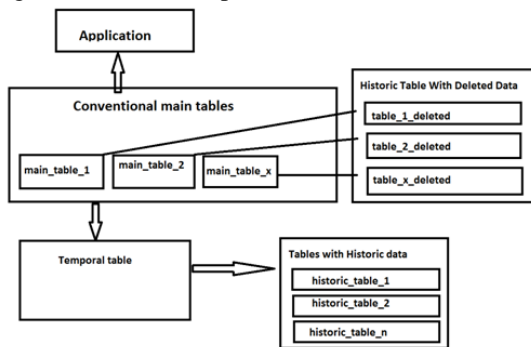 Application
Conventional main tables
main_table_1
main_table_2
main_table_x
Historic Table With Deleted Data
table_1_deleted
table_2_deleted
table_x_deleted
Temporal table
Tables with Historic data
historic_table_1
historic_table_2
historic_table_n